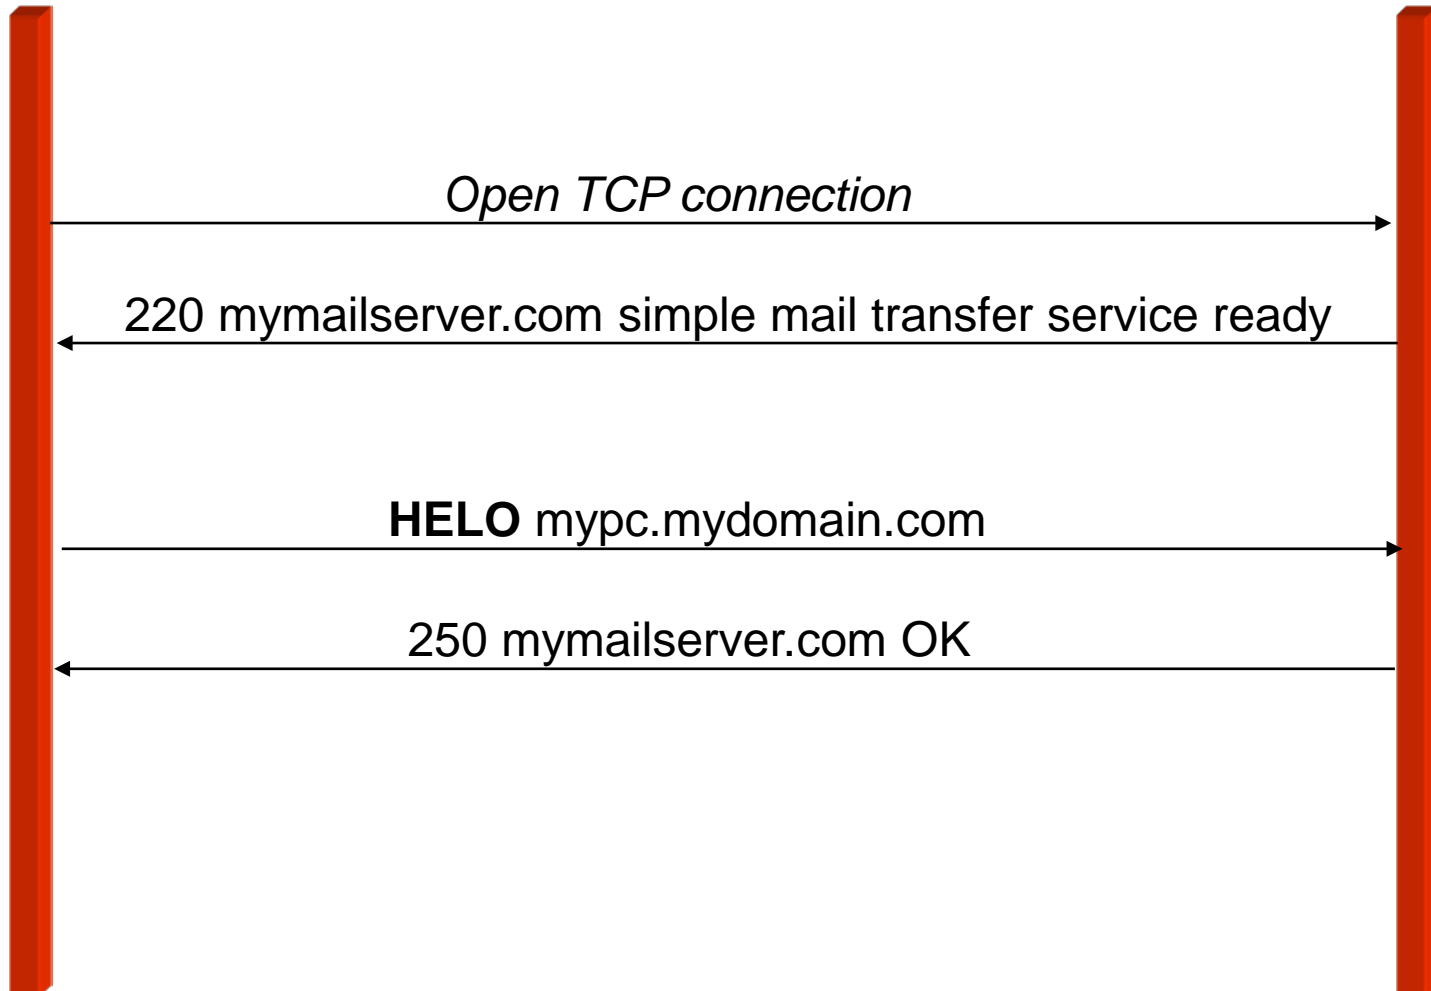 Open TCP connection
220 mymailserver.com simple mail transfer service ready
HELO mypc.mydomain.com
250 mymailserver.com OK